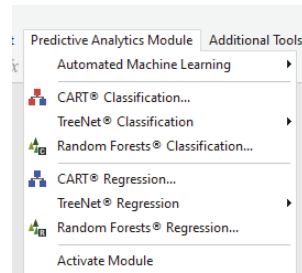 Predictive Analytics Module Additional Tools
Automated Machine Learning
CART® Classification...
TreeNet® Classification
Random Forests® Classification...
CART® Regression...
TreeNet® Regression
Random Forests® Regression...
Activate Module